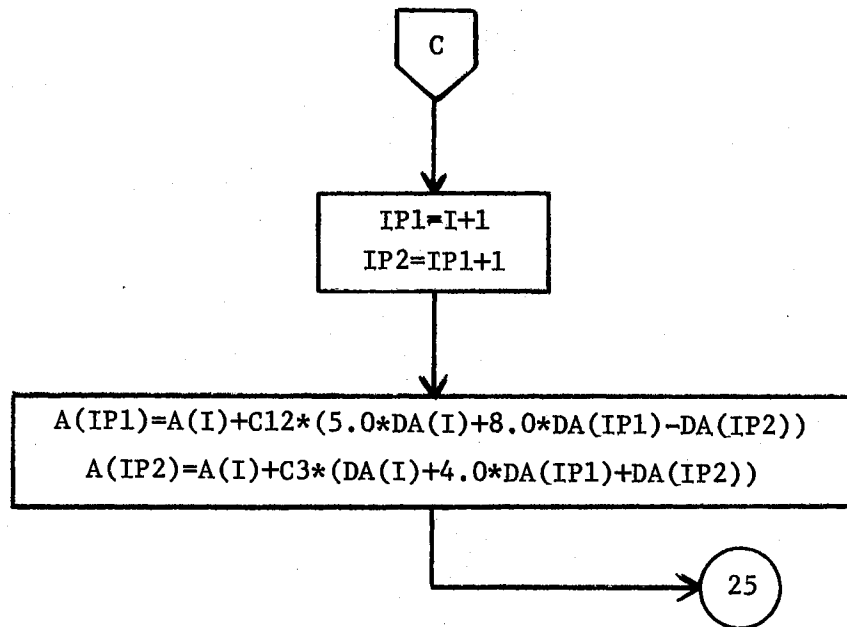 C
IP1=I+1
IP2=IP1+1
A(IP1)=A(I)+C12*(5.0*DA(I)+8.0*DA(IP1)-DA(IP2))
A(IP2)=A(I)+C3*(DA(I)+4.0*DA(IP1)+DA(IP2))
25